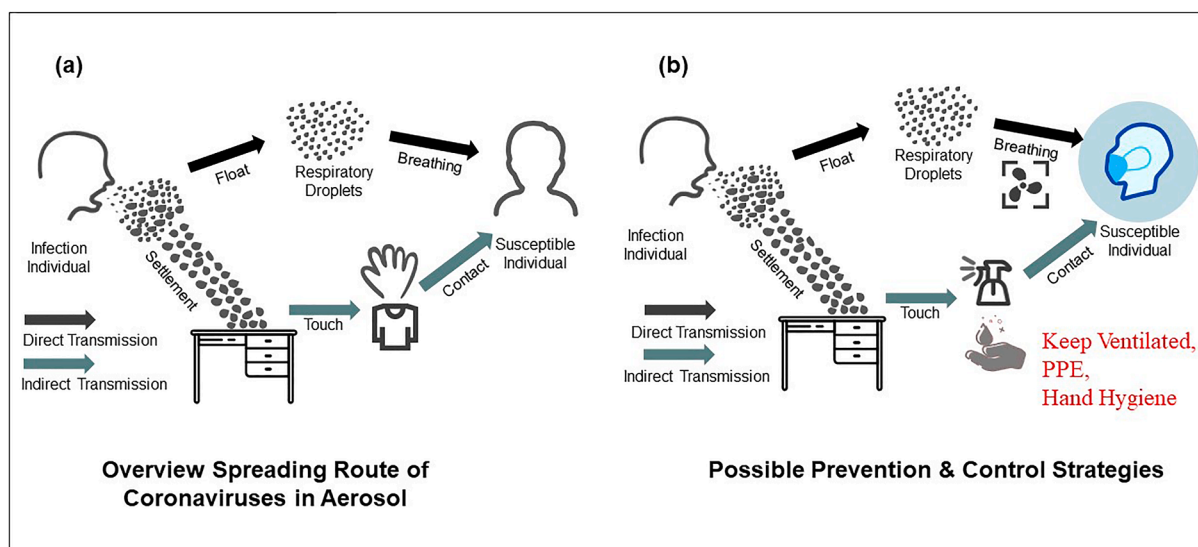 (a)
Float
Respiratory
Droplets
Breathing
Infection
Individual
Settlement
Susceptible
Individual
Touch
Contact
Direct Transmission
Indirect Transmission
Overview Spreading Route of
Coronaviruses in Aerosol
(b)
Float
Respiratory
Droplets
Breathing
Infection
Individual
Settlement
Susceptible
Individual
Touch
Contact
Direct Transmission
Indirect Transmission
Keep Ventilated,
PPE,
Hand Hygiene
Possible Prevention & Control Strategies